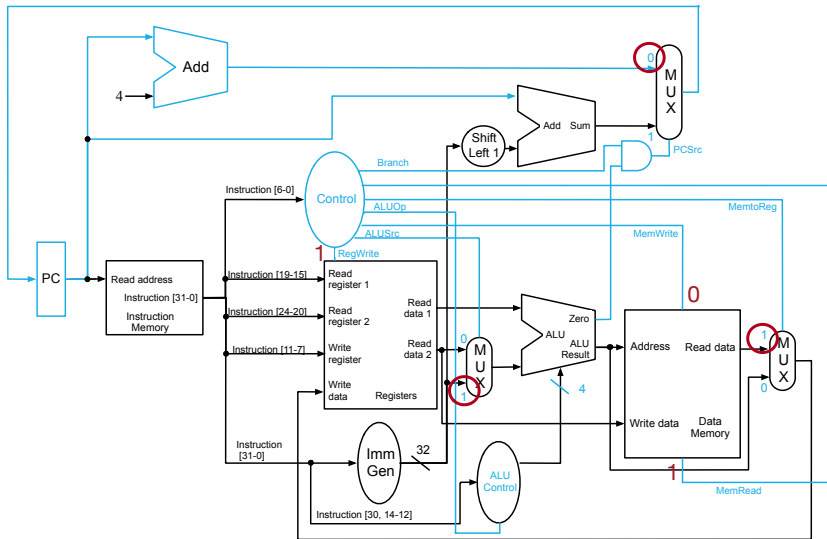 Add
4
0
M
U
X
1
Add
Sum
Shift
Left 1
PCSrc
Branch
Instruction [6-0]
Control
ALUOp
MemtoReg
MemWrite
ALUSrc
1
RegWrite
PC
Read address
Instruction [31-0]
Instruction
Memory
Instruction [19-15]
Read
register 1
Instruction [24-20]
Read
register 2
Instruction [11-7]
Write
register
Write
data
Registers
Read
data 1
Read
data 2
0
M
U
X
1
Zero
ALU
ALU
Result
4
0
Address
Read data
Write data
Data
Memory
1
M
U
X
0
1
MemRead
Instruction
[31-0]
Imm
Gen
32
ALU
Control
Instruction [30, 14-12]